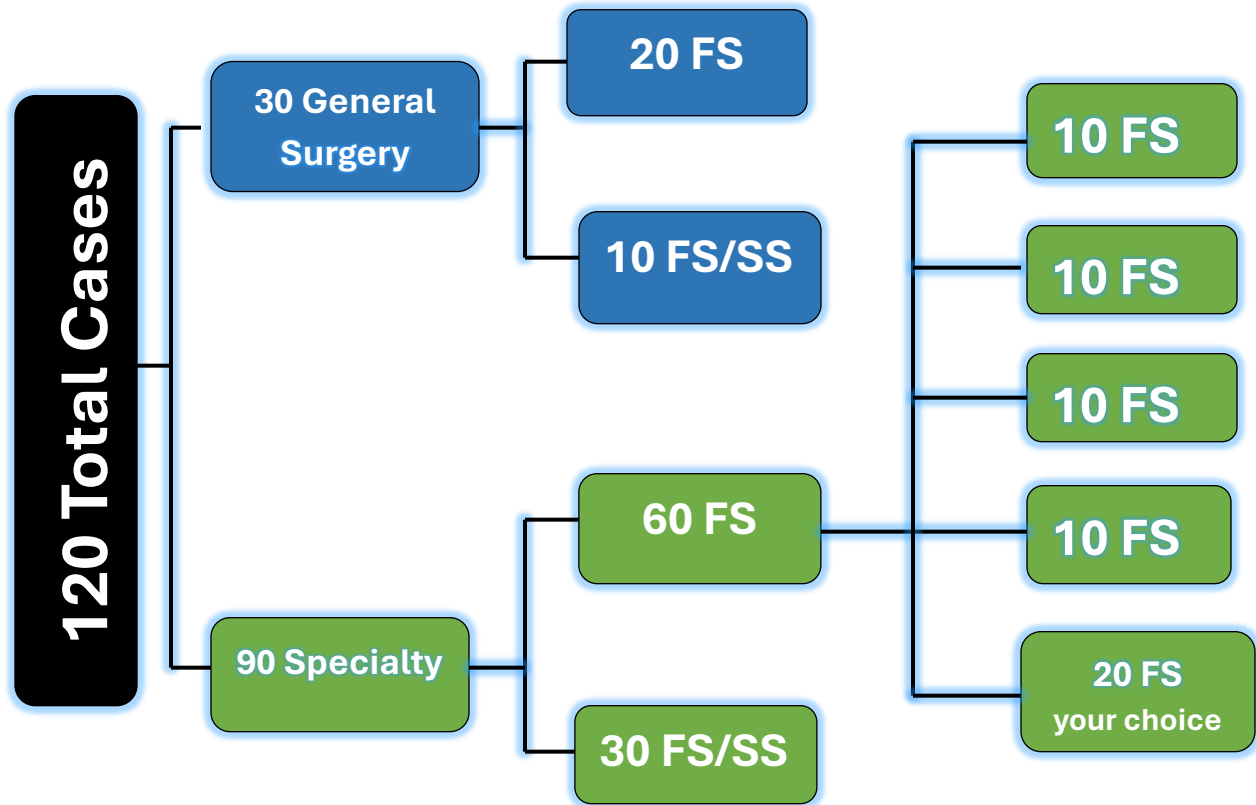 120 Total Cases
30 General
Surgery
20 FS
10 FS/SS
90 Specialty
60 FS
30 FS/SS
10 FS
10 FS
10 FS
10 FS
20 FS
your choice